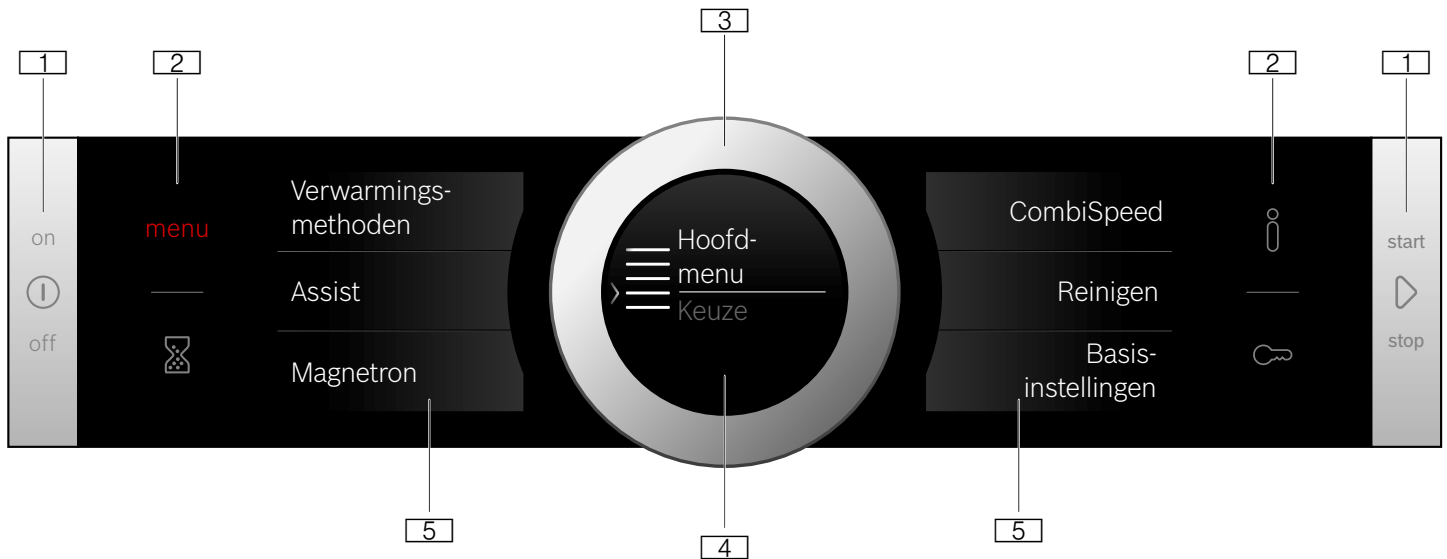 3
1
2
2
1
on
off
menu
Verwarmings-
methoden
Assist
Magnetron
Hoofd-
menu
Keuze
CombiSpeed
Reinigen
Basis-
instellingen
start
stop
5
4
5